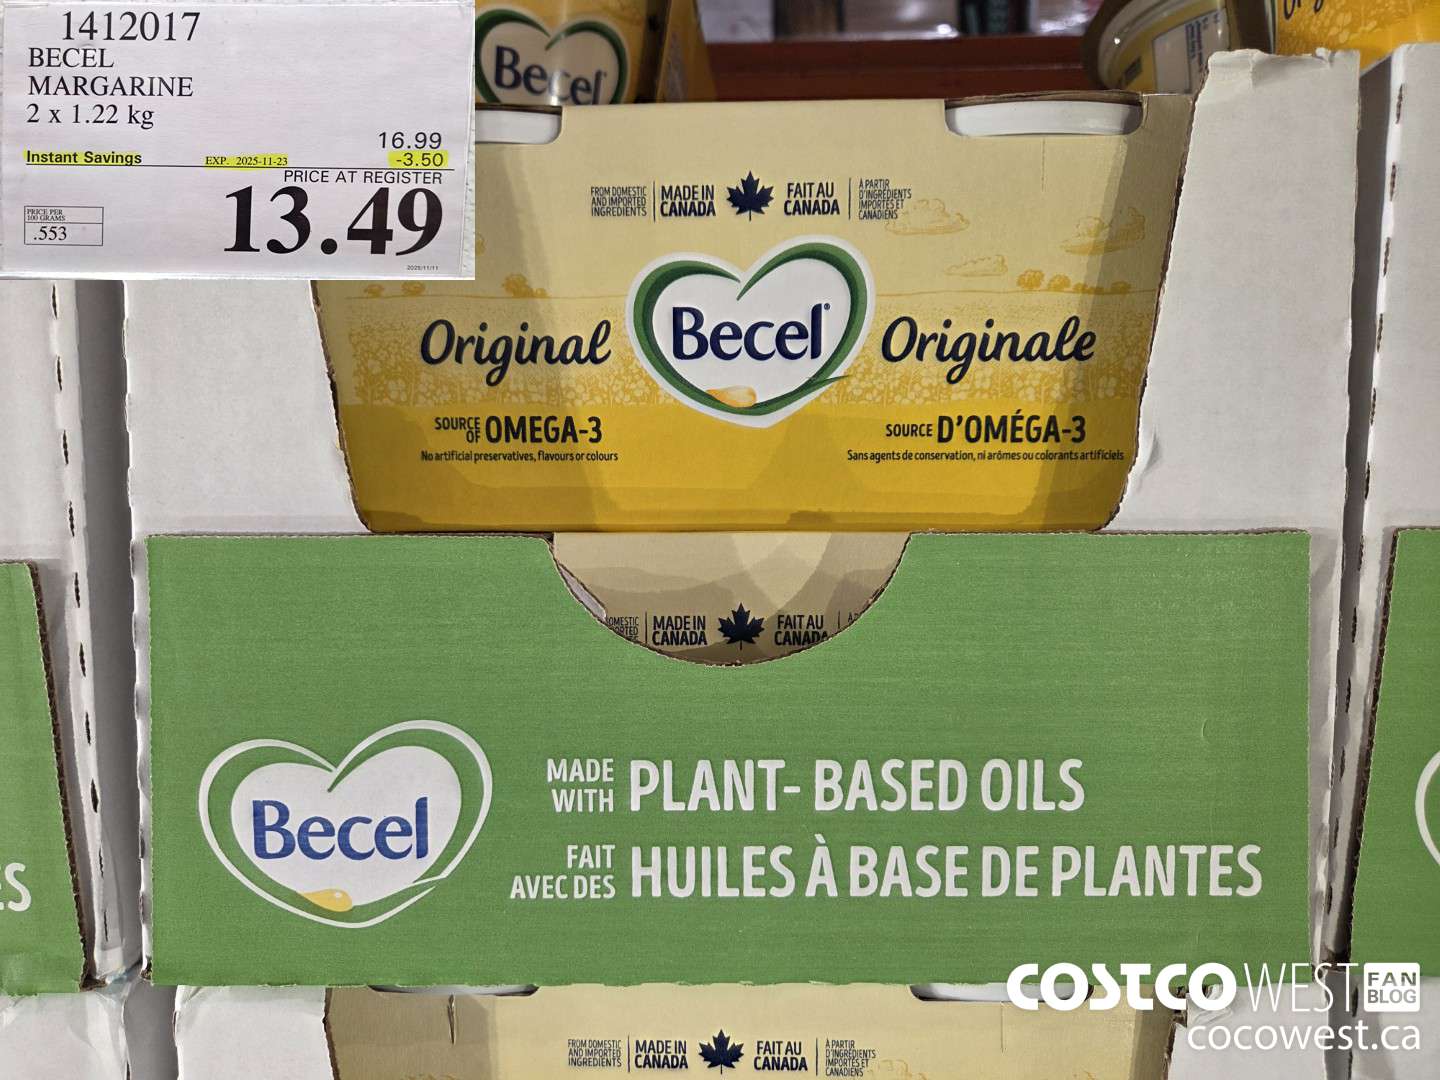 1412017
BECEL
MARGARINE
2 x 1.22 kg
16.99
Instant Savings EXP. 2025-11-23 -3.50
PRICE AT REGISTER
13.49
PRICE PER
100 GRAMS
.553
2025/11/11
Becel
FROM DOMESTIC
AND IMPORTED
INGREDIENTS
MADE IN
CANADA
FAIT AU
CANADA
À PARTIR
D'INGRÉDIENTS
IMPORTÉS ET
CANADIENS
Original
Becel
Originale
SOURCE
OF OMEGA-3
No artificial preservatives, flavours or colours
SOURCE D'OMÉGA-3
Sans agents de conservation, ni arômes ou colorants artificiels
MADE IN
CANADA
FAIT AU
CANADA
Becel
MADE
WITH PLANT-BASED OILS
FAIT
AVEC DES HUILES À BASE DE PLANTES
ES
FROM DOMESTIC
AND IMPORTED
INGREDIENTS
MADE IN
CANADA
FAIT AU
CANADA
À PARTIR
D'INGRÉDIENTS
IMPORTÉS ET
CANADIENS
COSTCO WEST FAN
BLOG
cocowest.ca